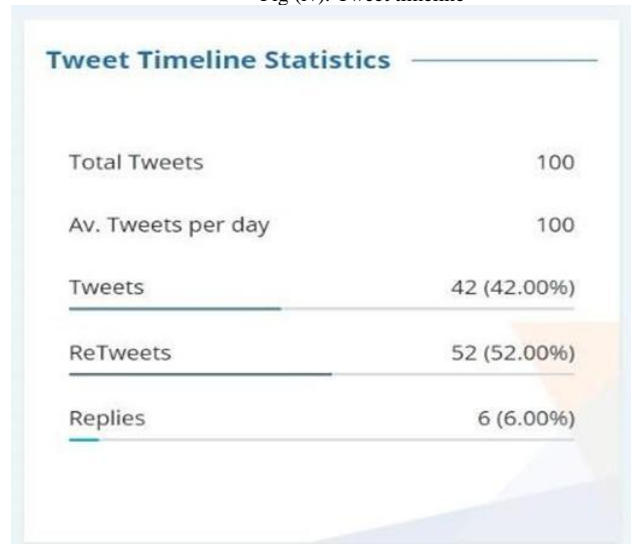 Tweet Timeline Statistics
Total Tweets 100
Av. Tweets per day 100
Tweets 42 (42.00%)
ReTweets 52 (52.00%)
Replies 6 (6.00%)